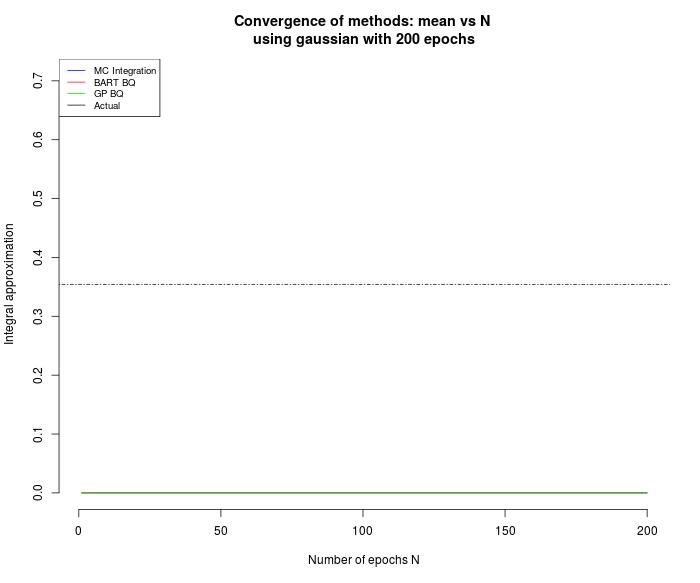 Convergence of methods: mean vs N
using gaussian with 200 epochs
MC Integration
BART BQ
GP BQ
Actual
Integral approximation
0.7
0.6
0.5
0.4
0.3
0.2
0.1
0.0
0 50 100 150 200
Number of epochs N